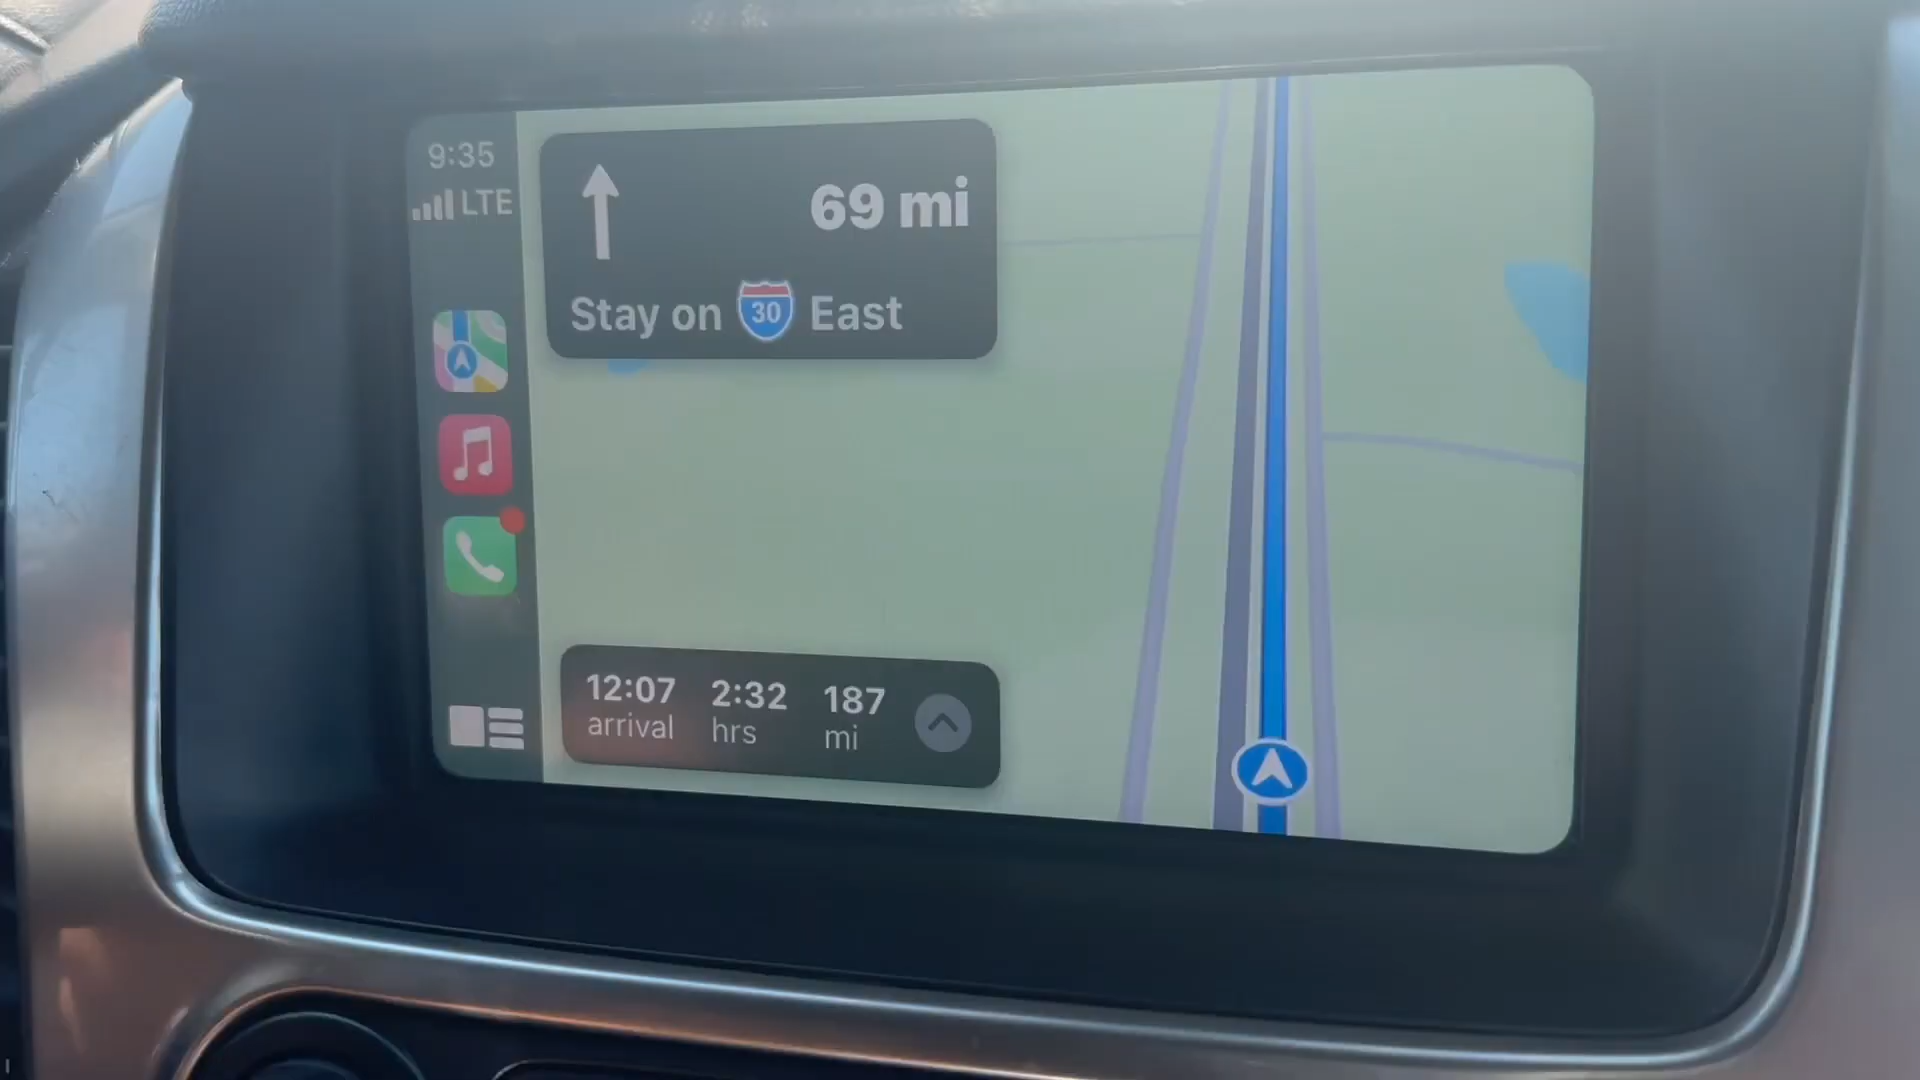 9:35
LTE
69 mi
Stay on 30 East
12:07 2:32 187
arrival hrs mi